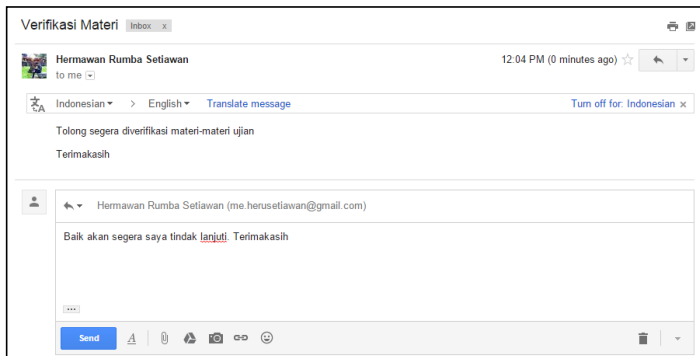 Verifikasi Materi Inbox x
Hermawan Rumba Setiawan 12:04 PM (0 minutes ago)
to me
Indonesian > English Translate message Turn off for: Indonesian x
Tolong segera diverifikasi materi-materi ujian
Terimakasih
Hermawan Rumba Setiawan (me.herusetiawan@gmail.com)
Baik akan segera saya tindak lanjuti. Terimakasih
...
Send A